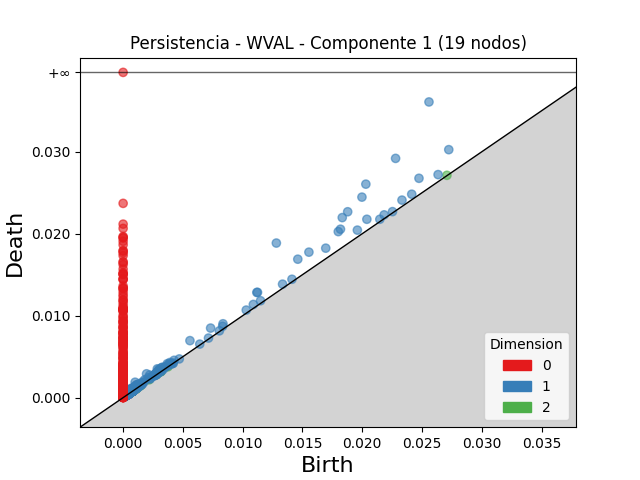 Persistencia - WVAL - Componente 1 (19 nodos)
+∞
0.030
0.020
0.010
0.000
Death
Dimension
0
1
2
0.000 0.005 0.010 0.015 0.020 0.025 0.030 0.035
Birth